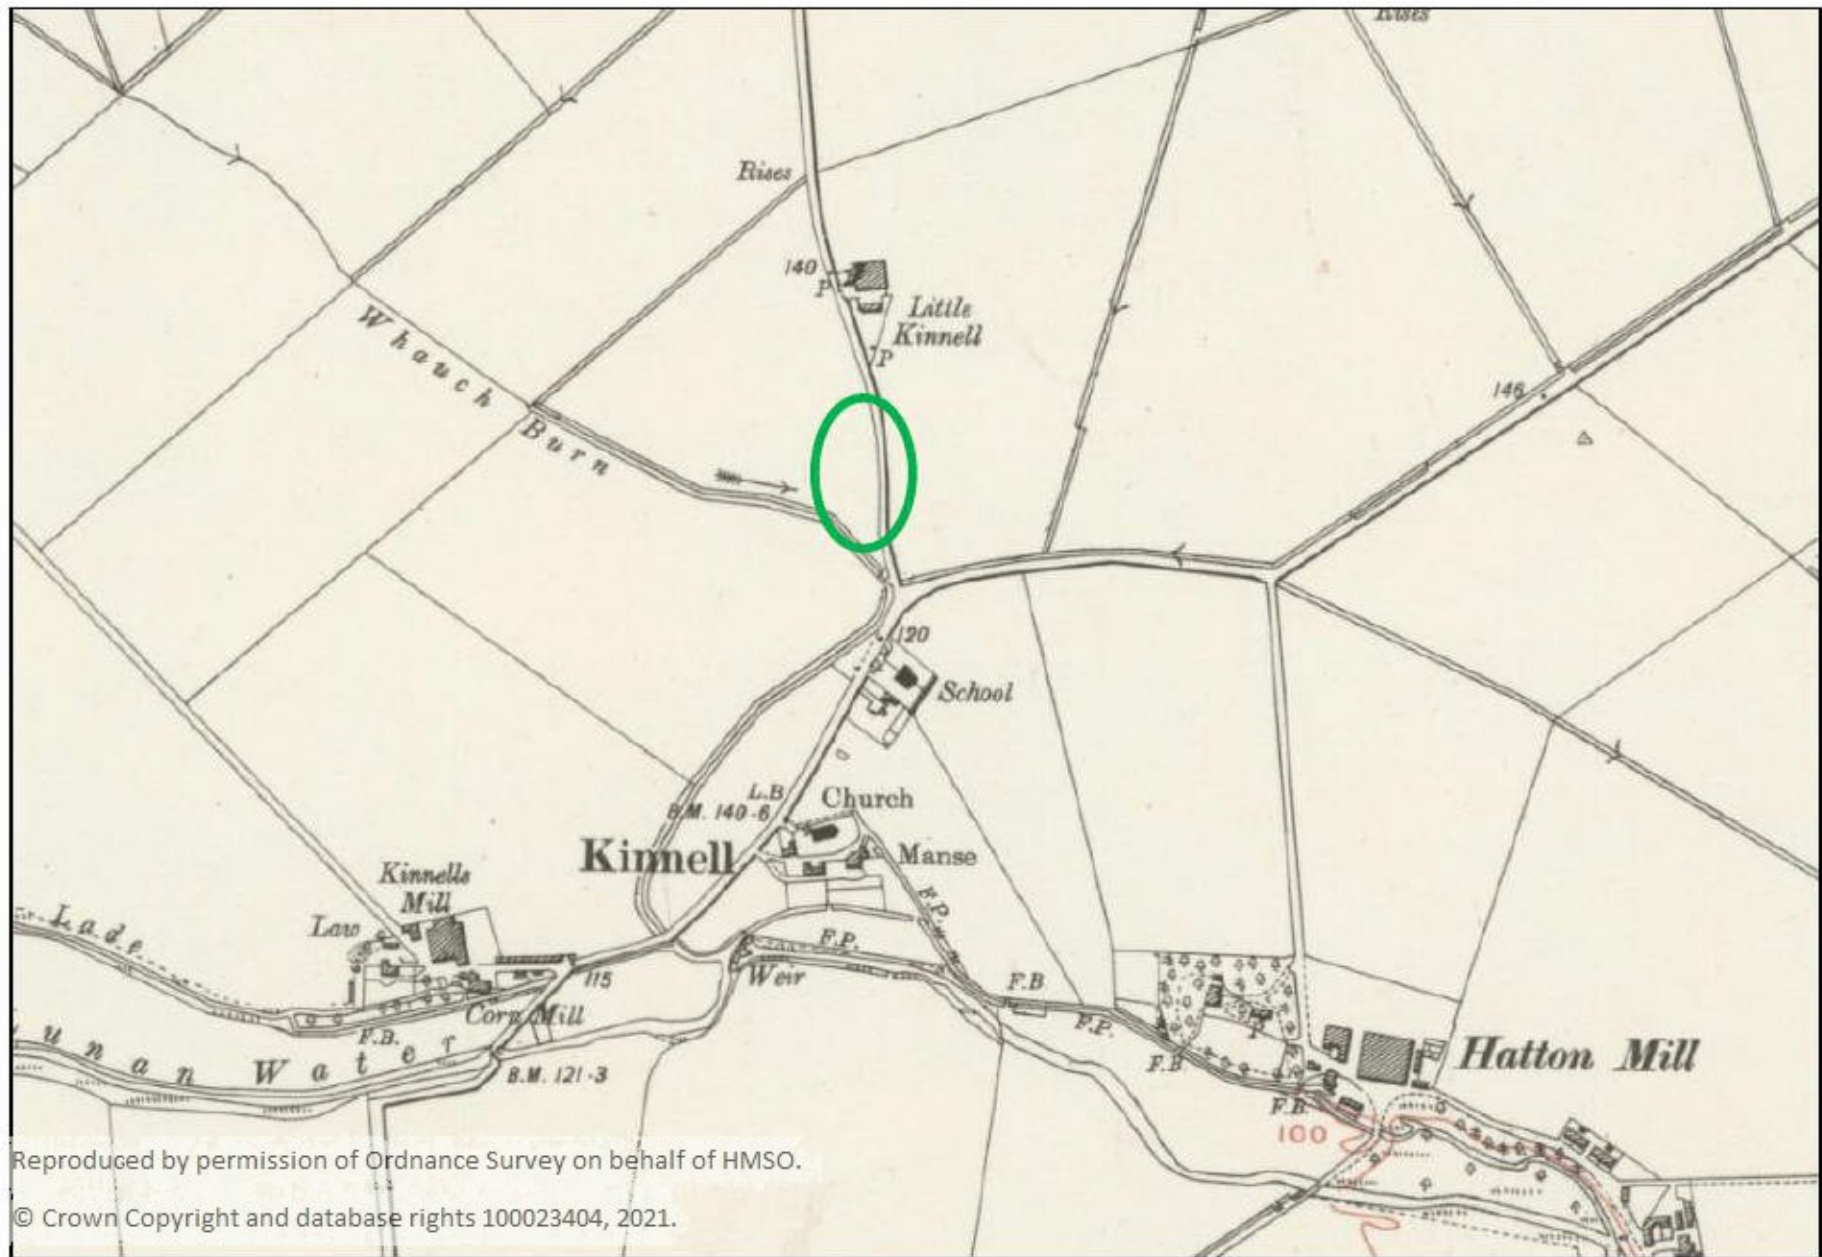 Rises
Rises
140
P
Little
Kinnell
P
146
Whauch
Burn
120
School
L.B.
B.M. 140·6
Church
Kinnell
Manse
Kinnells
Mill
Law
F.P.
Lade
F.P.
Weir
115
F.B
Corn Mill
F.B.
F.P.
Lunan Water
F.B
P
Hatton Mill
B.M. 121·3
F.B.
100
Reproduced by permission of Ordnance Survey on behalf of HMSO.
© Crown Copyright and database rights 100023404, 2021.